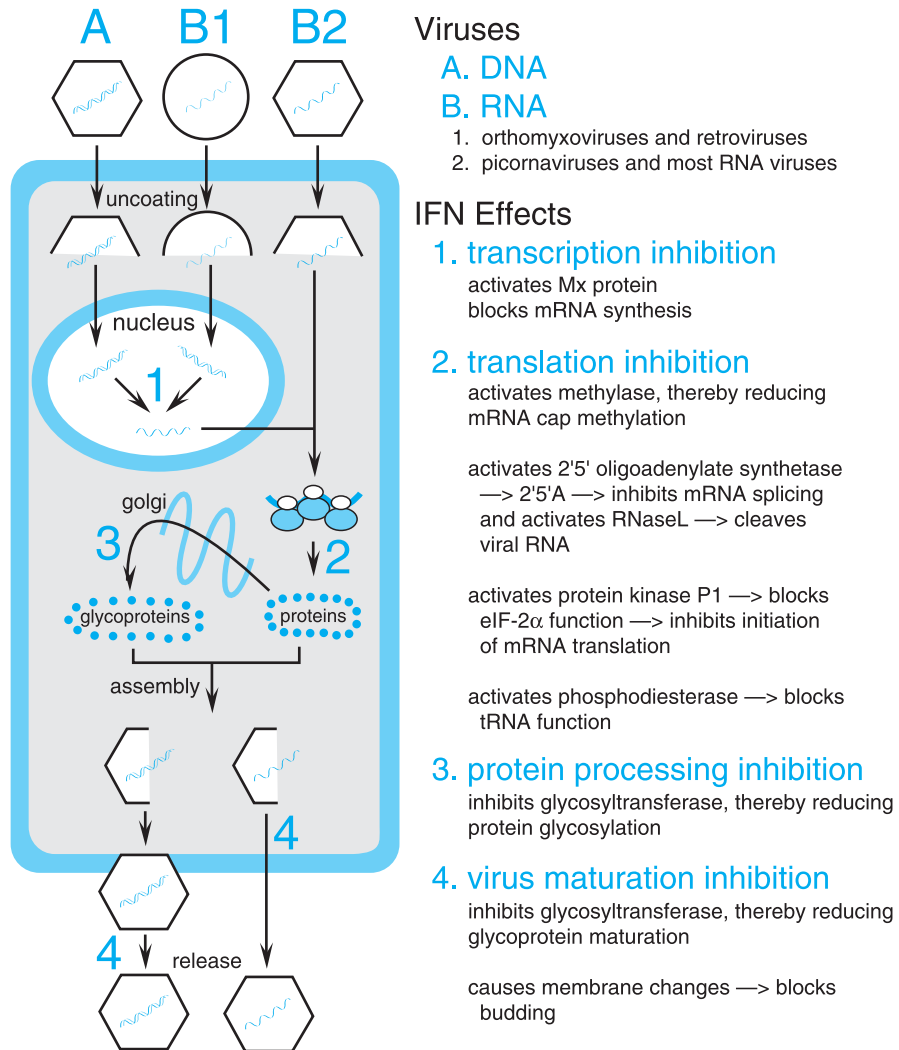 A B1 B2
uncoating
nucleus
1
golgi
3
2
glycoproteins
proteins
assembly
4
4
release
Viruses
A. DNA
B. RNA
1. orthomyxoviruses and retroviruses
2. picornaviruses and most RNA viruses
IFN Effects
1. transcription inhibition
activates Mx protein
blocks mRNA synthesis
2. translation inhibition
activates methylase, thereby reducing
mRNA cap methylation
activates 2'5' oligoadenylate synthetase
—> 2'5'A —> inhibits mRNA splicing
and activates RNaseL —> cleaves
viral RNA
activates protein kinase P1 —> blocks
eIF-2α function —> inhibits initiation
of mRNA translation
activates phosphodiesterase —> blocks
tRNA function
3. protein processing inhibition
inhibits glycosyltransferase, thereby reducing
protein glycosylation
4. virus maturation inhibition
inhibits glycosyltransferase, thereby reducing
glycoprotein maturation
causes membrane changes —> blocks
budding